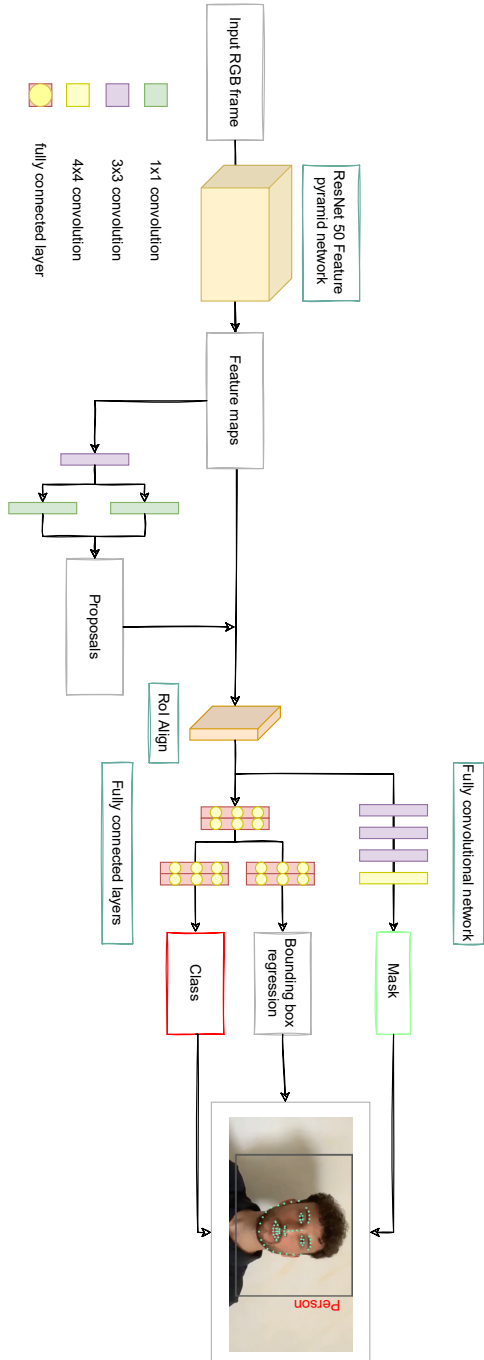 Input RGB frame
ResNet 50 Feature
pyramid network
Feature maps
Proposals
RoI Align
Fully convolutional network
Fully connected layers
Mask
Bounding box
regression
Class
Person
1x1 convolution
3x3 convolution
4x4 convolution
fully connected layer